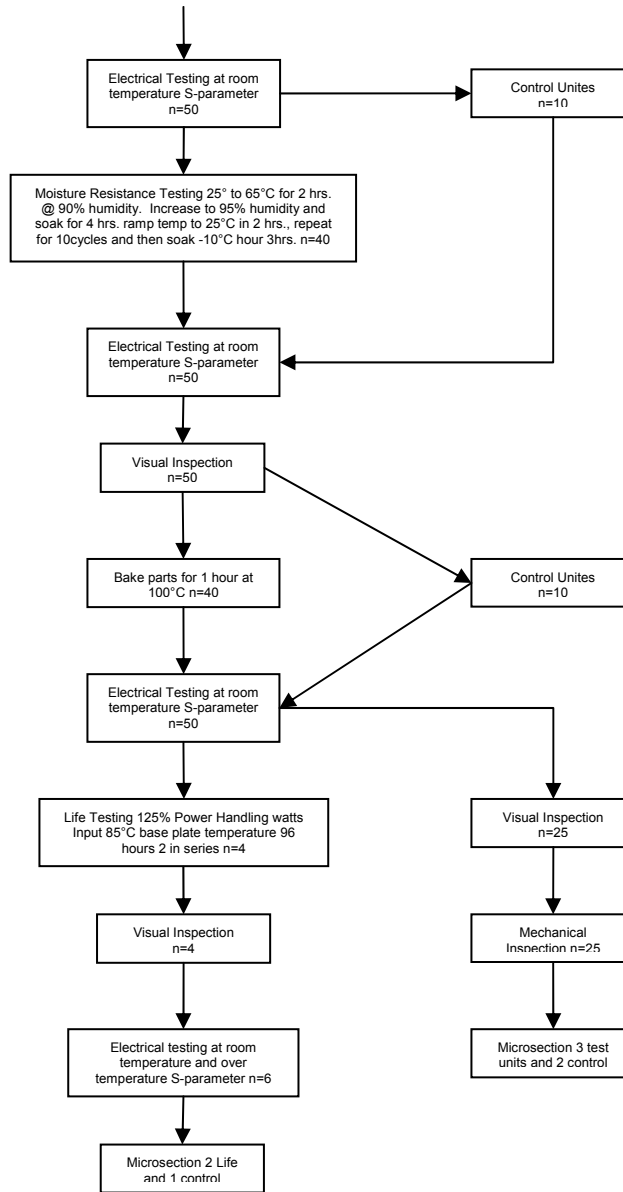 Electrical Testing at room
temperature S-parameter
n=50
Control Unites
n=10
Moisture Resistance Testing 25° to 65°C for 2 hrs.
@ 90% humidity. Increase to 95% humidity and
soak for 4 hrs. ramp temp to 25°C in 2 hrs., repeat
for 10cycles and then soak -10°C hour 3hrs. n=40
Electrical Testing at room
temperature S-parameter
n=50
Visual Inspection
n=50
Bake parts for 1 hour at
100°C n=40
Control Unites
n=10
Electrical Testing at room
temperature S-parameter
n=50
Life Testing 125% Power Handling watts
Input 85°C base plate temperature 96
hours 2 in series n=4
Visual Inspection
n=25
Visual Inspection
n=4
Mechanical
Inspection n=25
Electrical testing at room
temperature and over
temperature S-parameter n=6
Microsection 3 test
units and 2 control
Microsection 2 Life
and 1 control